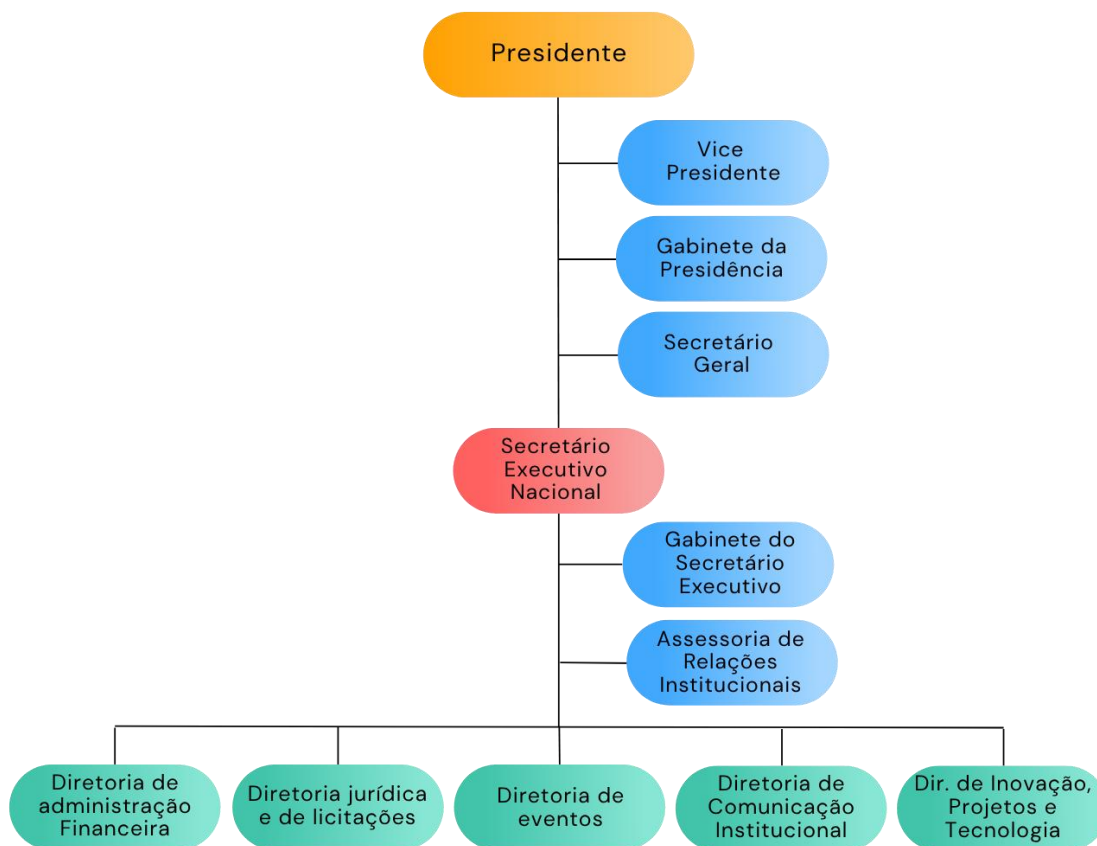 Presidente
Vice
Presidente
Gabinete da
Presidência
Secretário
Geral
Secretário
Executivo
Nacional
Gabinete do
Secretário
Executivo
Assessoria de
Relações
Institucionais
Diretoria de
administração
Financeira
Diretoria jurídica
e de licitações
Diretoria de
eventos
Diretoria de
Comunicação
Institucional
Dir. de Inovação,
Projetos e
Tecnologia